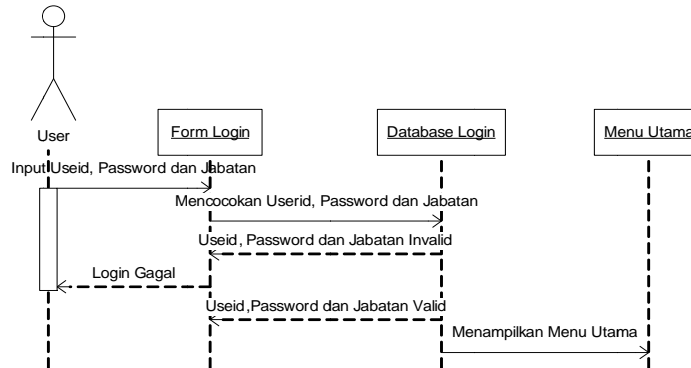 User
Form Login
Database Login
Menu Utama
Input Useid, Password dan Jabatan
Mencocokan Userid, Password dan Jabatan
Useid, Password dan Jabatan Invalid
Login Gagal
Useid,Password dan Jabatan Valid
Menampilkan Menu Utama